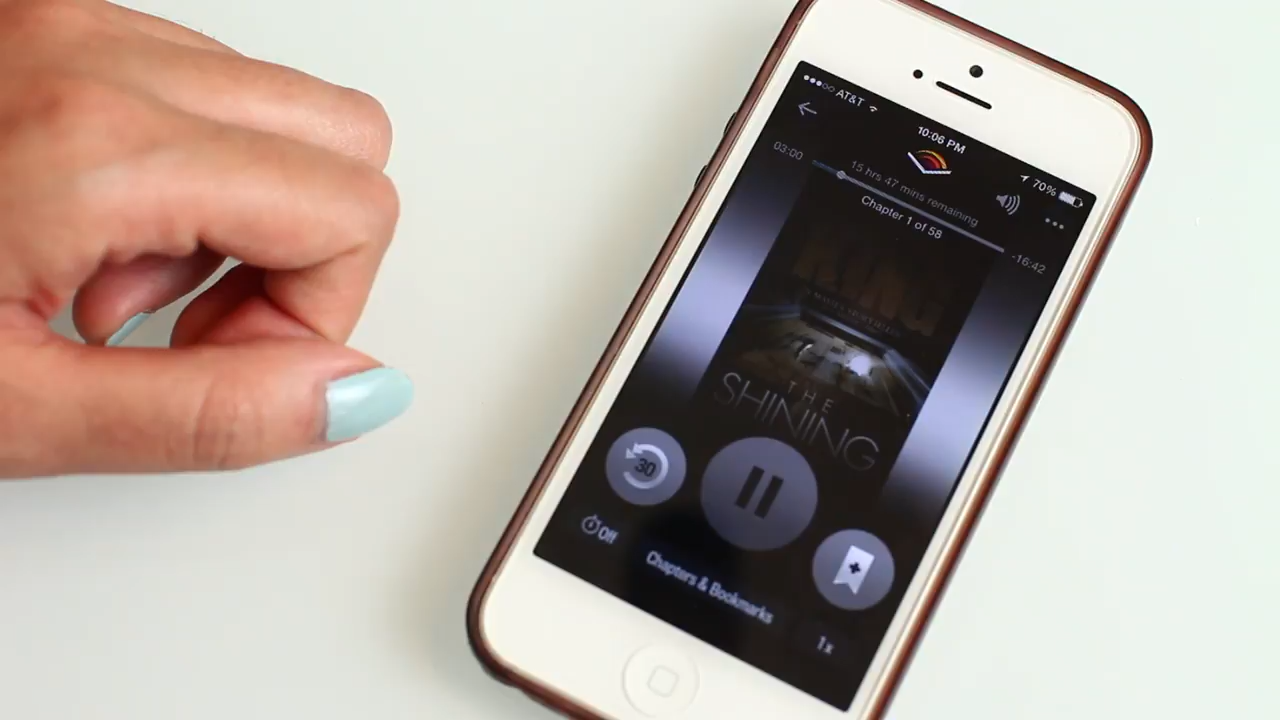 AT&T
10:06 PM
70%
03:00
15 hrs 47 mins remaining
-16:42
Chapter 1 of 58
KING
THE
SHINING
30
Off
Chapters & Bookmarks
1x